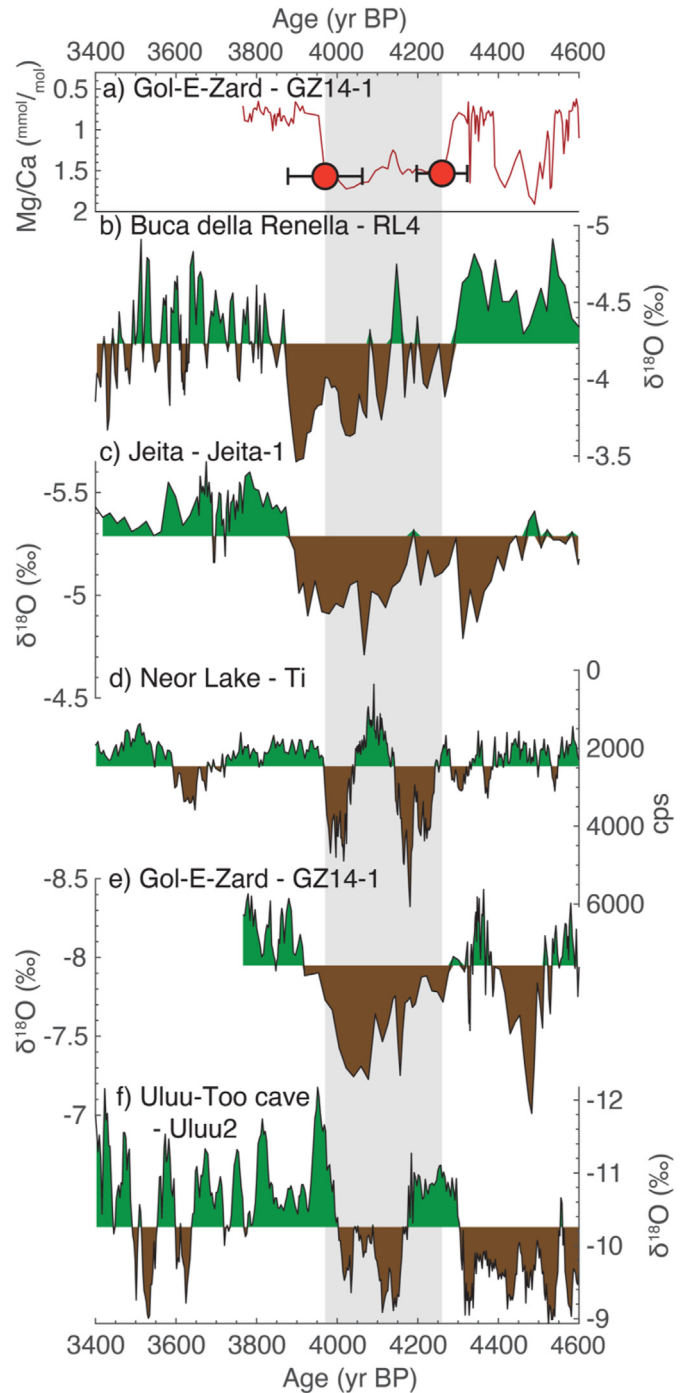 Age (yr BP)
3400 3600 3800 4000 4200 4400 4600
a) Gol-E-Zard - GZ14-1
0.5
1
1.5
2
Mg/Ca (mmol/mol)
b) Buca della Renella - RL4
-5
-4.5
-4
-3.5
δ18O (‰)
c) Jeita - Jeita-1
-5.5
-5
-4.5
δ18O (‰)
d) Neor Lake - Ti
0
2000
4000
6000
cps
e) Gol-E-Zard - GZ14-1
-8.5
-8
-7.5
-7
δ18O (‰)
f) Uluu-Too cave
- Uluu2
-12
-11
-10
-9
δ18O (‰)
3400 3600 3800 4000 4200 4400 4600
Age (yr BP)